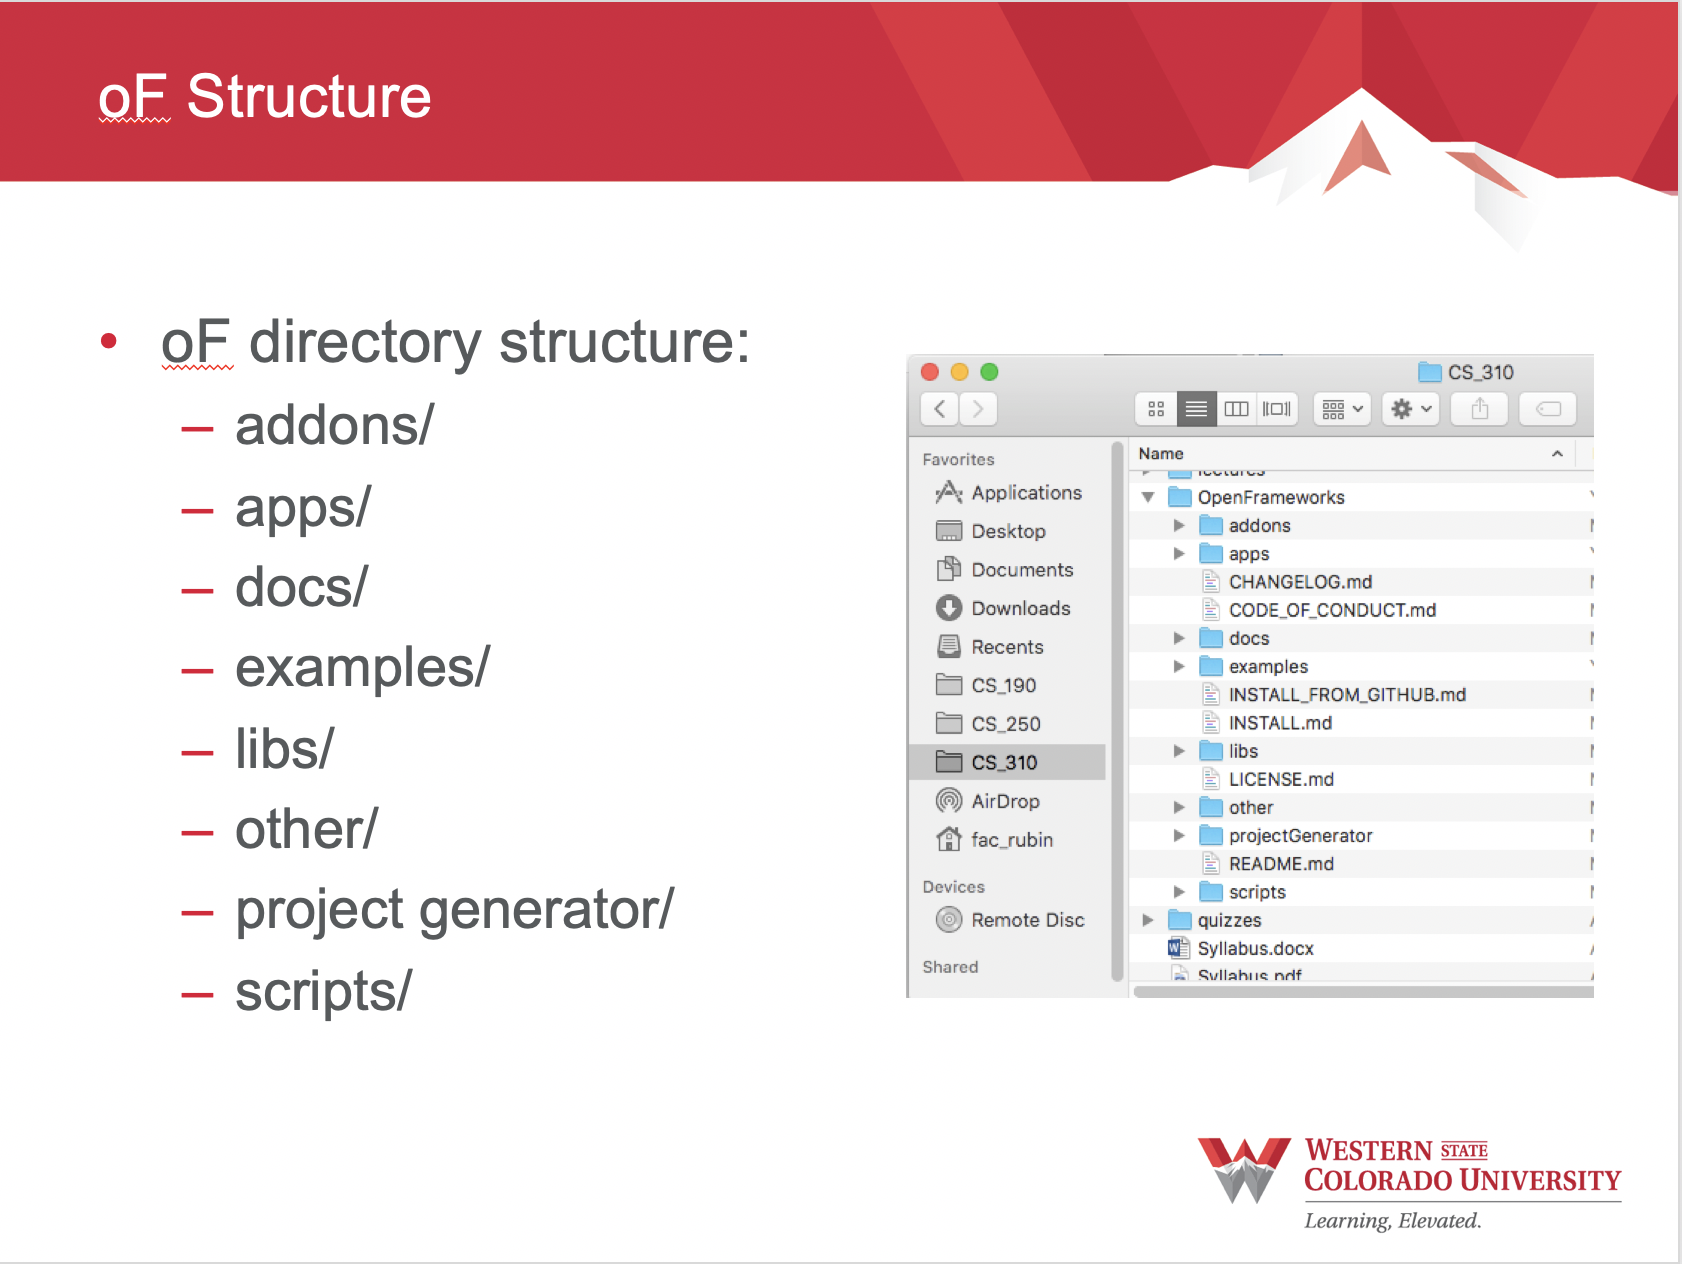 oF Structure
• oF directory structure:
– addons/
– apps/
– docs/
– examples/
– libs/
– other/
– project generator/
– scripts/
CS_310
Favorites
Applications
Desktop
Documents
Downloads
Recents
CS_190
CS_250
CS_310
AirDrop
fac_rubin
Devices
Remote Disc
Shared
Name
lectures
OpenFrameworks
addons
apps
CHANGELOG.md
CODE_OF_CONDUCT.md
docs
examples
INSTALL_FROM_GITHUB.md
INSTALL.md
libs
LICENSE.md
other
projectGenerator
README.md
scripts
quizzes
Syllabus.docx
Syllabus.pdf
WESTERN STATE
COLORADO UNIVERSITY
Learning, Elevated.